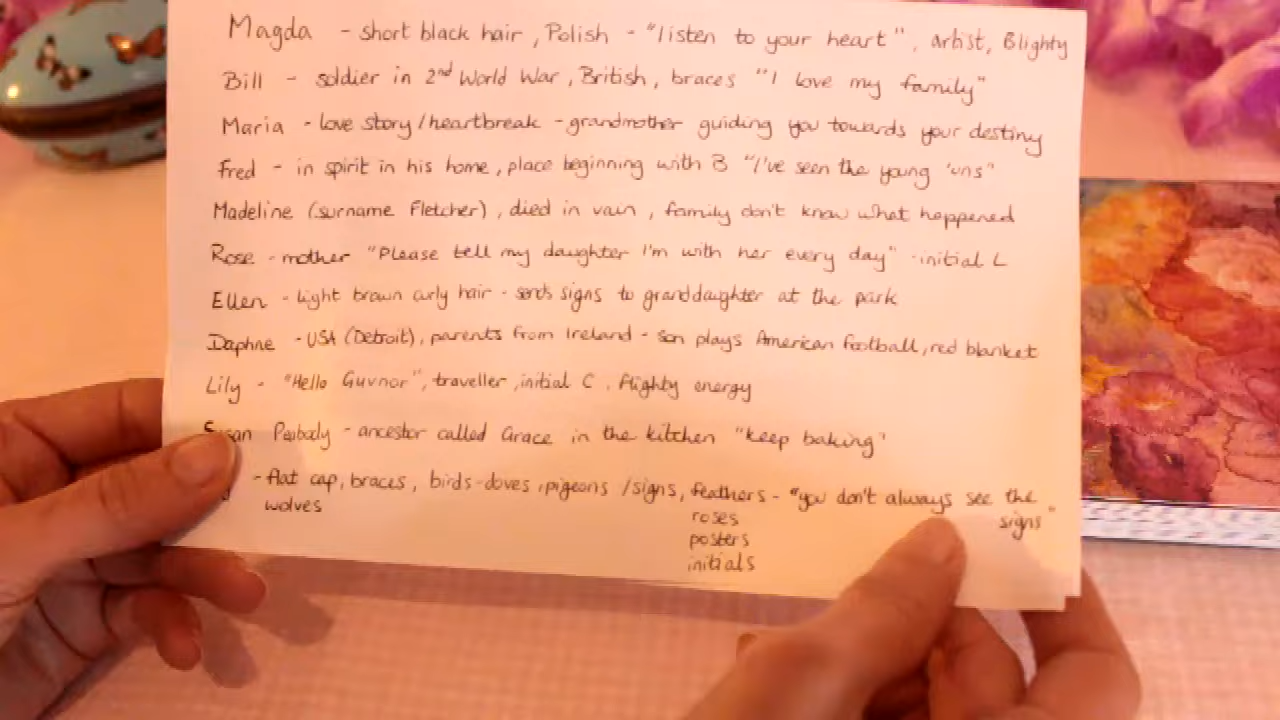 Magda - short black hair, Polish - "listen to your heart", artist, Blighty
Bill - soldier in 2nd World War, British, braces "I love my family"
Maria - love story/heartbreak - grandmother guiding you towards your destiny
Fred - in spirit in his home, place beginning with B "I've seen the young 'uns"
Madeline (surname Fletcher), died in vain, family don't know what happened
Rose - mother "Please tell my daughter I'm with her every day" - initial L
Ellen - light brown curly hair - sends signs to granddaughter at the park
Daphne - USA (Detroit), parents from Ireland - son plays American football, red blanket
Lily - "Hello Guvnor", traveller, initial C, flighty energy
Susan Peabody - ancestor called Grace in the kitchen "keep baking"
- flat cap, braces, birds-doves, pigeons /signs, feathers - "you don't always see the
wolves roses signs"
posters
initials